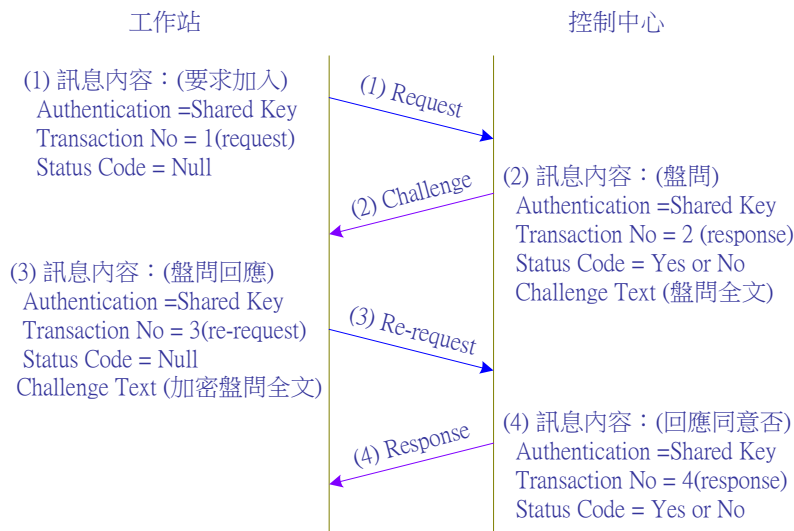 工作站
控制中心
(1) 訊息內容：(要求加入)
Authentication =Shared Key
Transaction No = 1(request)
Status Code = Null
(1) Request
(2) Challenge
(2) 訊息內容：(盤問)
Authentication =Shared Key
Transaction No = 2 (response)
Status Code = Yes or No
Challenge Text (盤問全文)
(3) 訊息內容：(盤問回應)
Authentication =Shared Key
Transaction No = 3(re-request)
Status Code = Null
Challenge Text (加密盤問全文)
(3) Re-request
(4) Response
(4) 訊息內容：(回應同意否)
Authentication =Shared Key
Transaction No = 4(response)
Status Code = Yes or No